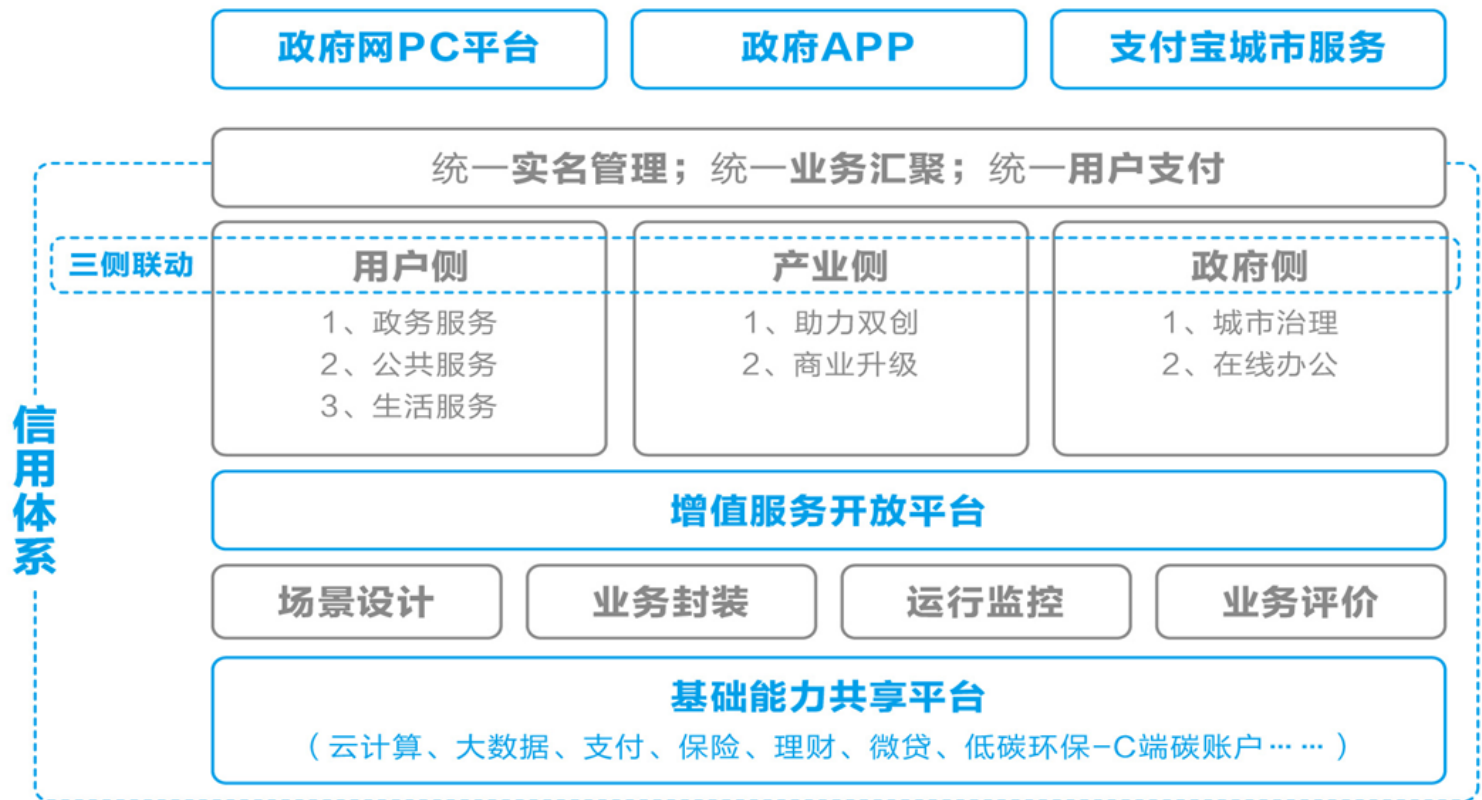 政府网PC平台
政府APP
支付宝城市服务
统一实名管理；统一业务汇聚；统一用户支付
三侧联动
用户侧
1、政务服务
2、公共服务
3、生活服务
产业侧
1、助力双创
2、商业升级
政府侧
1、城市治理
2、在线办公
信用体系
增值服务开放平台
场景设计
业务封装
运行监控
业务评价
基础能力共享平台
（云计算、大数据、支付、保险、理财、微贷、低碳环保-C端碳账户……）